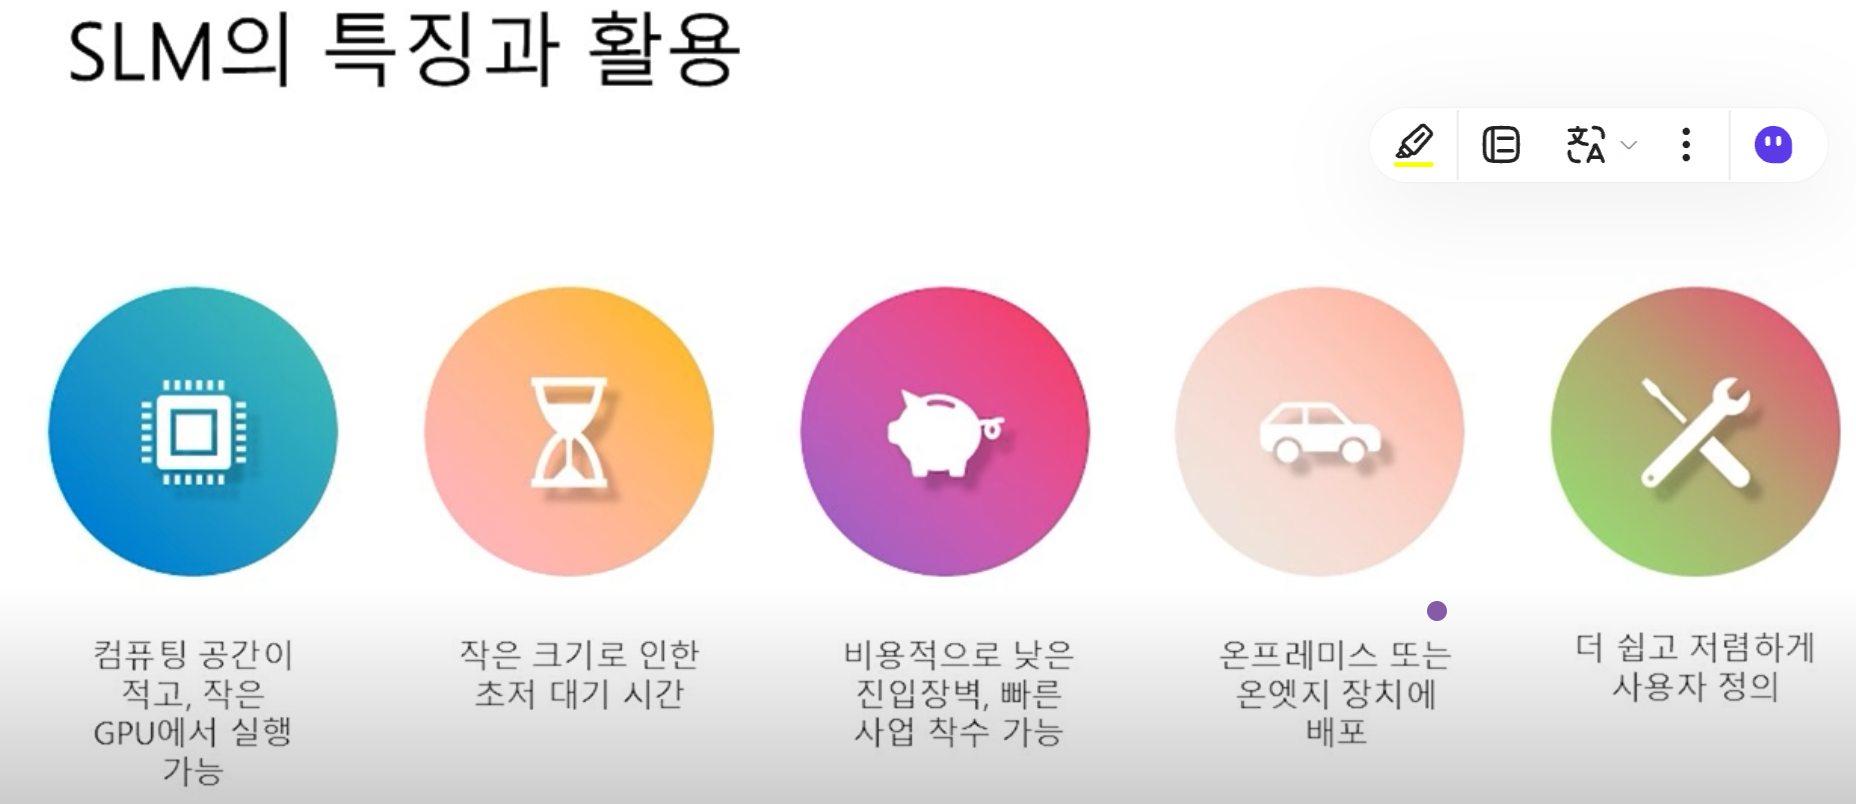 SLM의 특징과 활용
컴퓨팅 공간이
적고, 작은
GPU에서 실행
가능
작은 크기로 인한
초저 대기 시간
비용적으로 낮은
진입장벽, 빠른
사업 착수 가능
온프레미스 또는
온엣지 장치에
배포
더 쉽고 저렴하게
사용자 정의